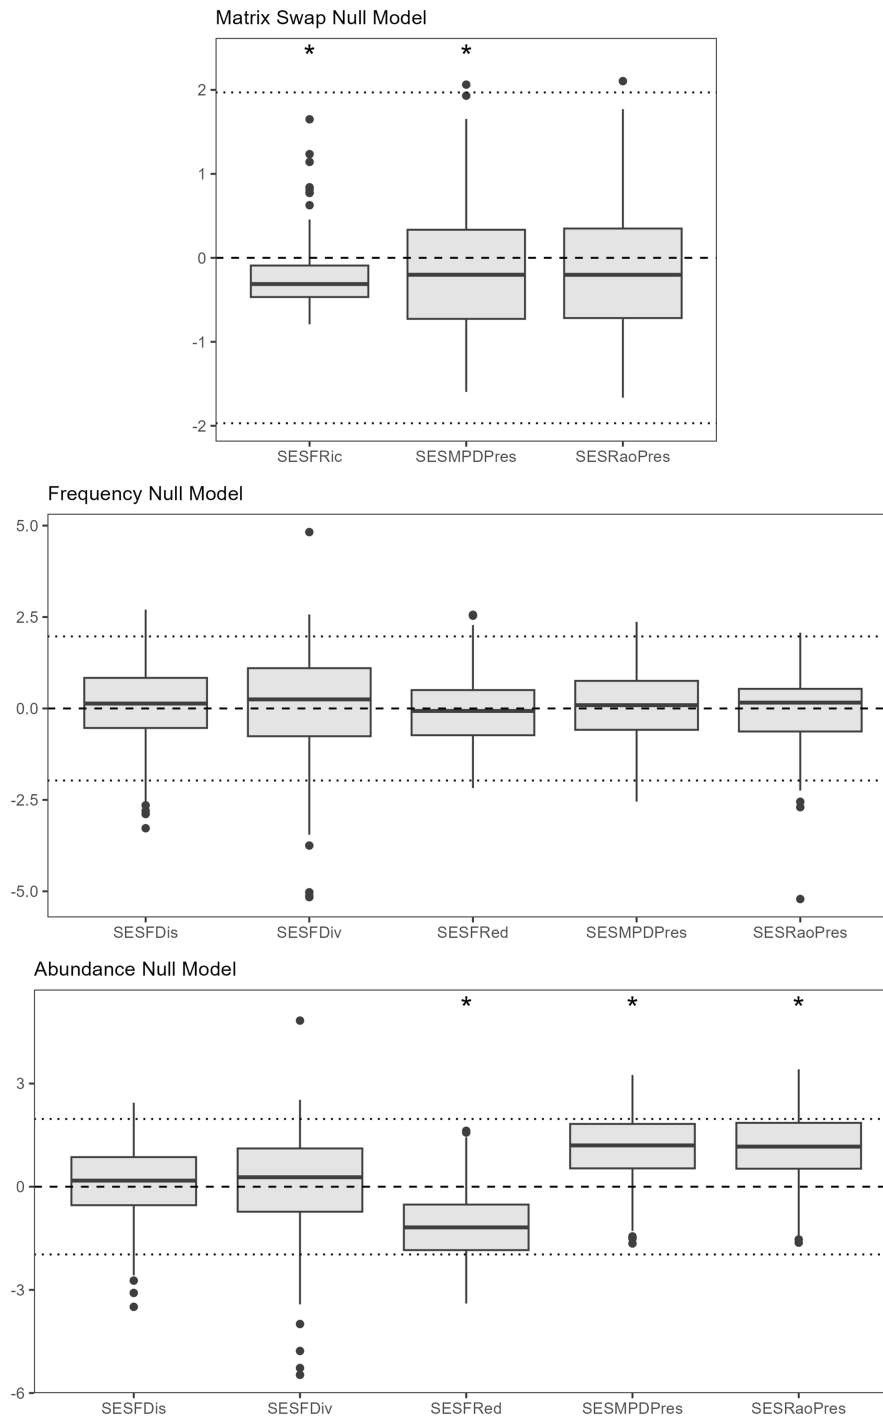 Matrix Swap Null Model
* *
2
1
0
-1
-2
SESFRic SESMPDPres SESRaoPres
Frequency Null Model
5.0
2.5
0.0
-2.5
-5.0
SESFDis SESFDiv SESFRed SESMPDPres SESRaoPres
Abundance Null Model
* * *
3
0
-3
-6
SESFDis SESFDiv SESFRed SESMPDPres SESRaoPres